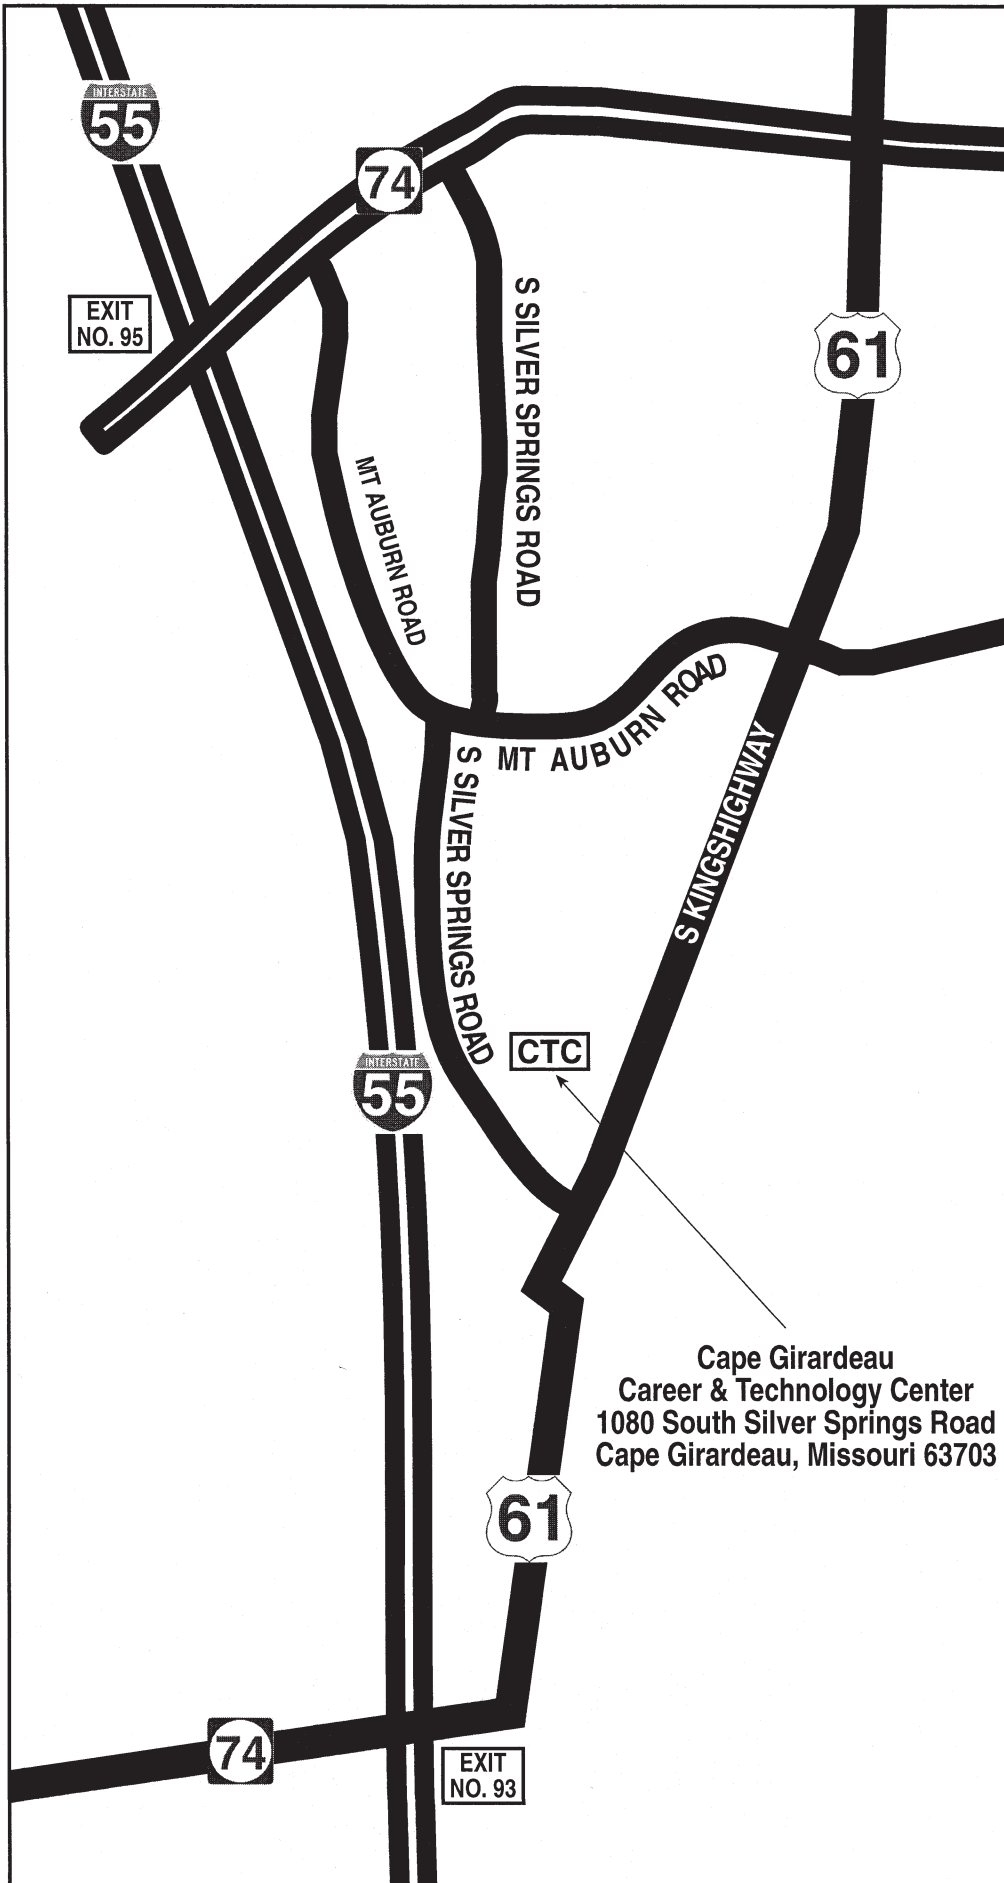 INTERSTATE
55
74
EXIT
NO. 95
S SILVER SPRINGS ROAD
61
MT AUBURN ROAD
MT AUBURN ROAD
S KINGSHIGHWAY
S SILVER SPRINGS ROAD
CTC
INTERSTATE
55
Cape Girardeau
Career & Technology Center
1080 South Silver Springs Road
Cape Girardeau, Missouri 63703
61
74
EXIT
NO. 93